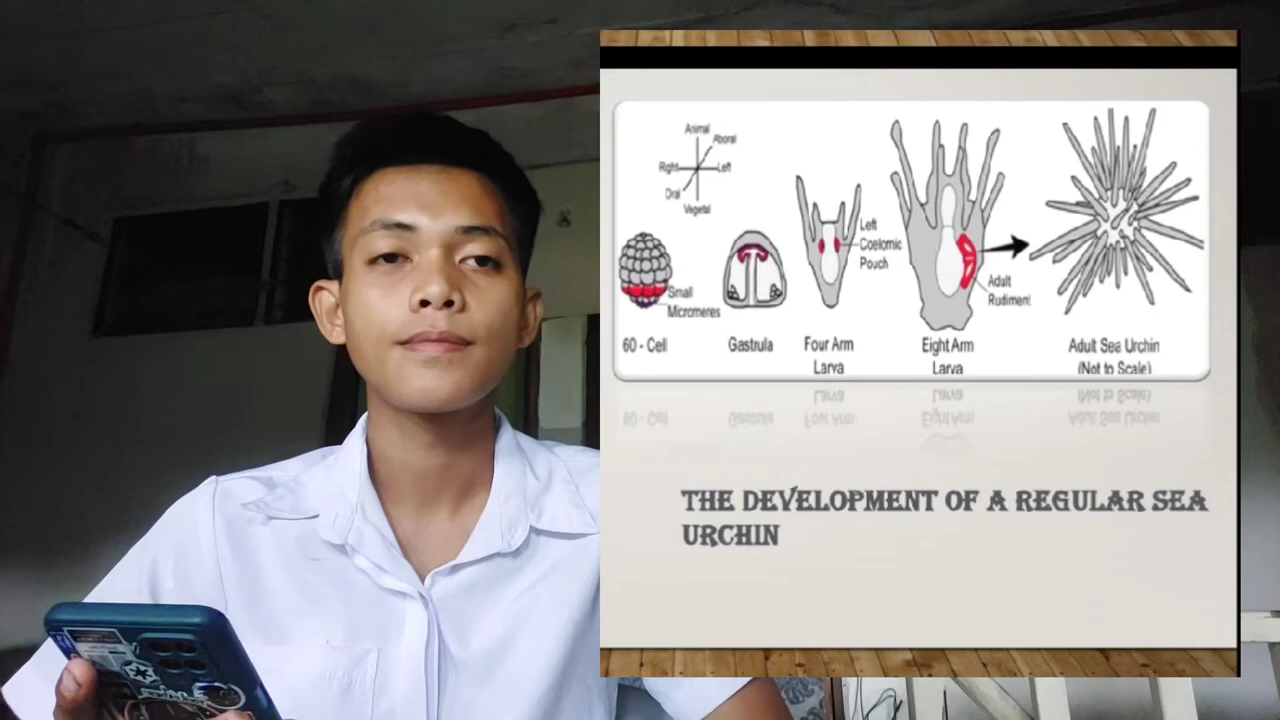 Animal
Aboral
Right
Left
Oral
Vegetal
Left
Coelomic
Pouch
Small
Micromeres
Adult
Rudiment
60 - Cell
Gastrula
Four Arm
Larva
Eight Arm
Larva
Adult Sea Urchin
(Not to Scale)
THE DEVELOPMENT OF A REGULAR SEA
URCHIN